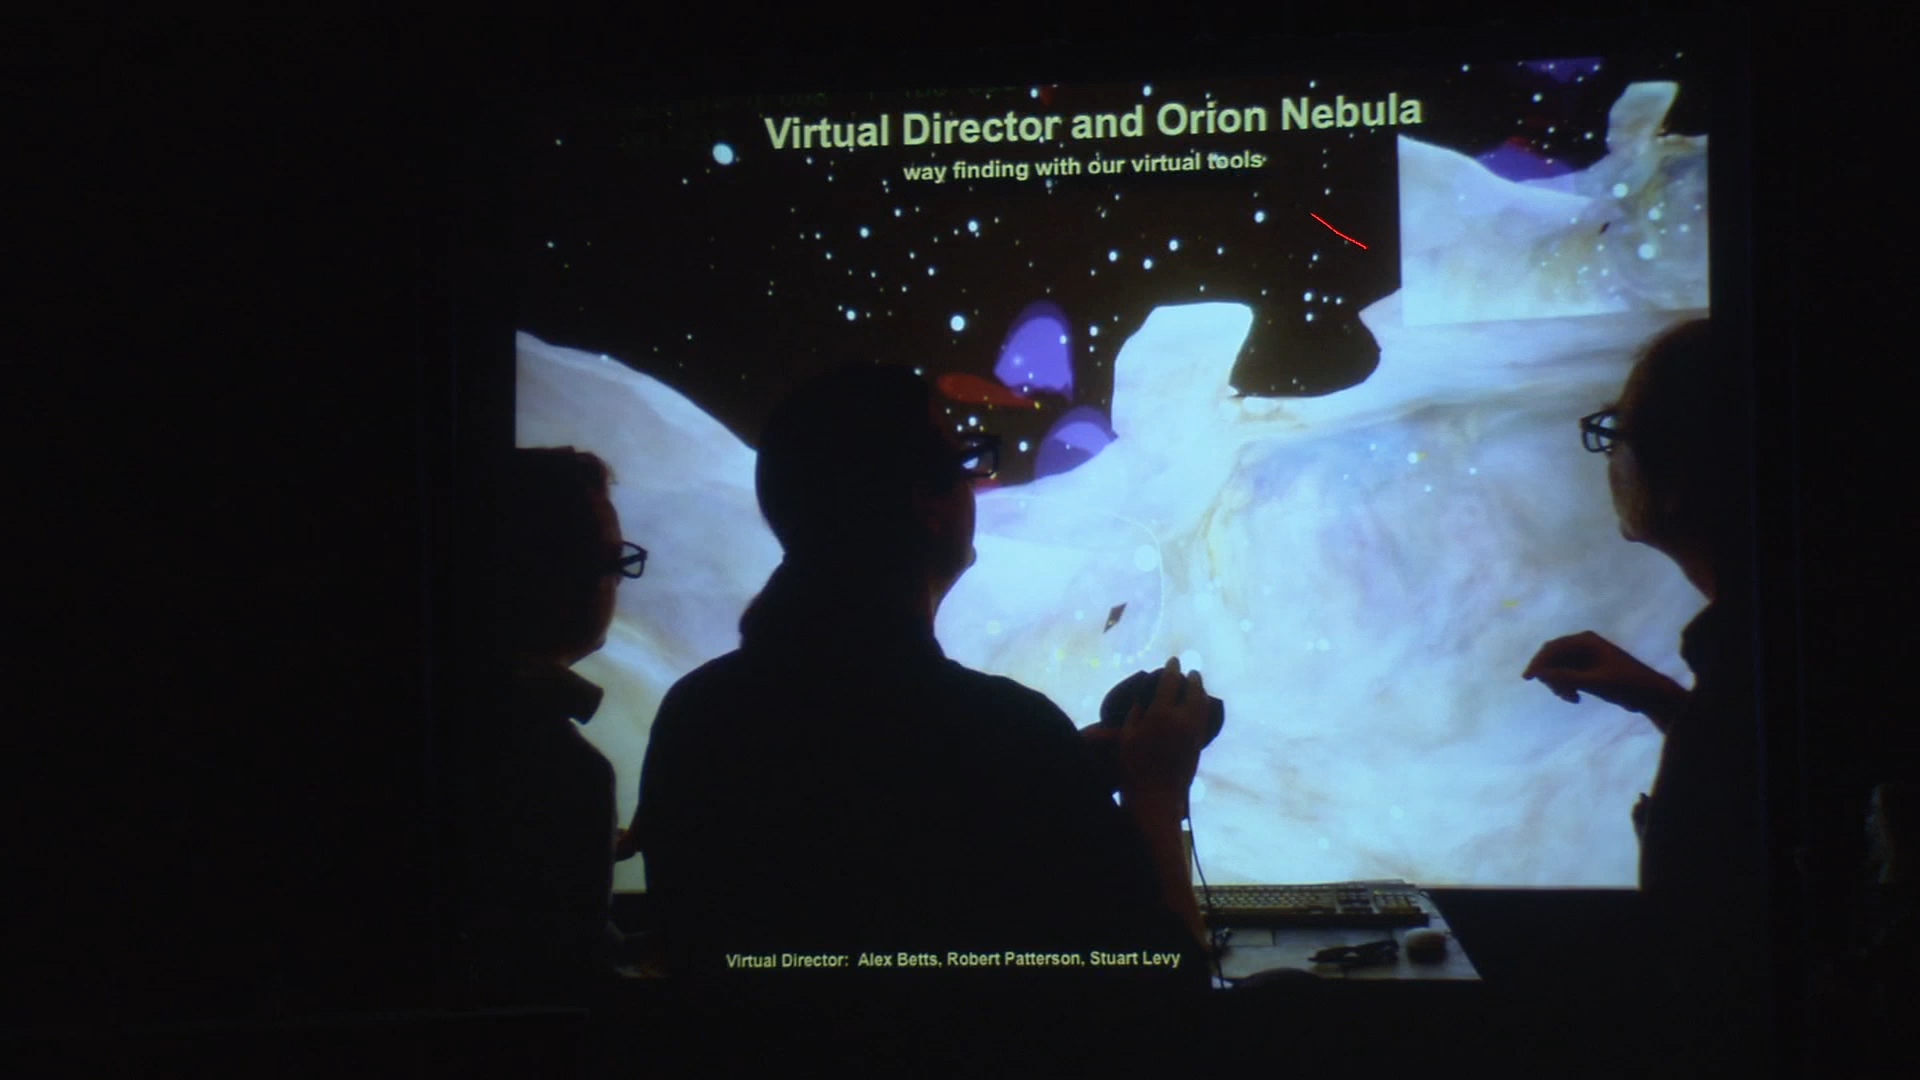 Virtual Director and Orion Nebula
way finding with our virtual tools
Virtual Director: Alex Betts, Robert Patterson, Stuart Levy